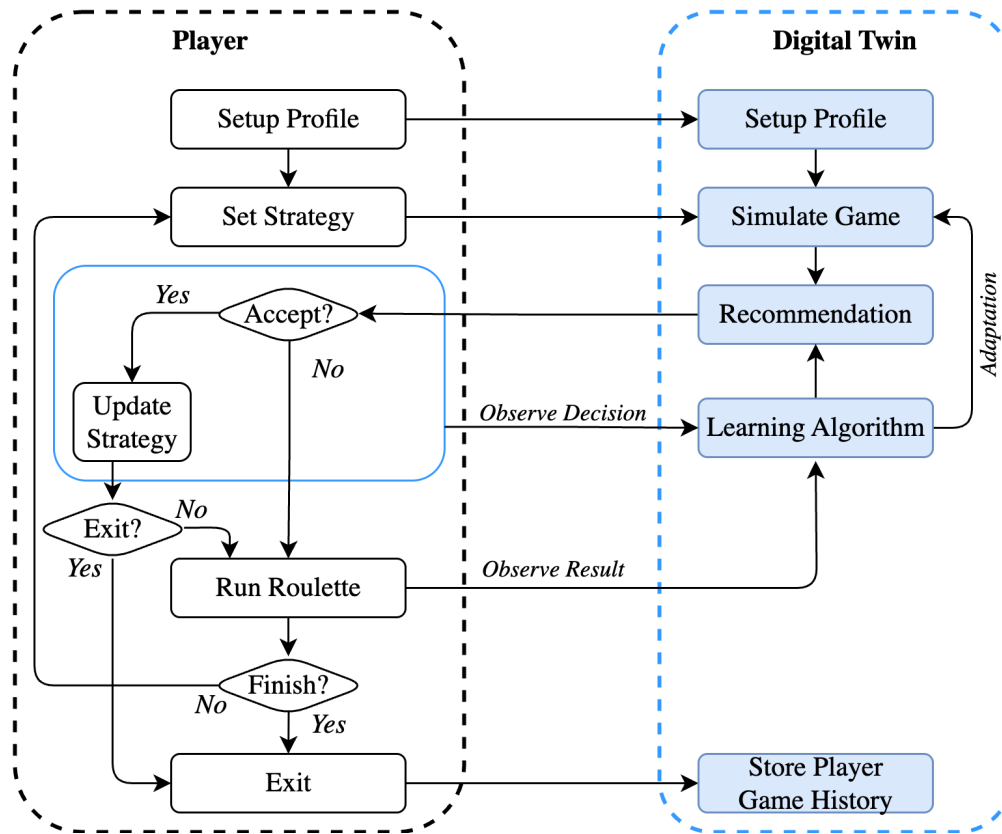 Player
Digital Twin
Setup Profile
Setup Profile
Set Strategy
Simulate Game
Yes
Accept?
Recommendation
No
Adaptation
Update
Strategy
Observe Decision
Learning Algorithm
Exit?
No
Yes
Run Roulette
Observe Result
Finish?
No
Yes
Exit
Store Player
Game History